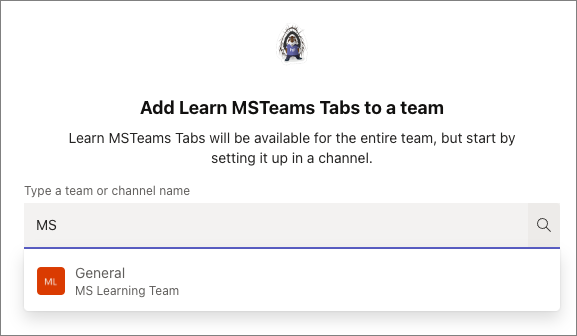 Add Learn MSTeams Tabs to a team
Learn MSTeams Tabs will be available for the entire team, but start by
setting it up in a channel.
Type a team or channel name
MS
ML
General
MS Learning Team